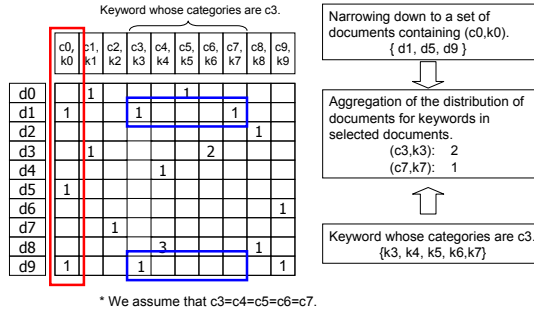 Keyword whose categories are c3.
c0, c1, c2, c3, c4, c5, c6, c7, c8, c9,
k0 k1 k2 k3 k4 k5 k6 k7 k8 k9
d0 1 1
d1 1 1 1
d2 1
d3 1 2
d4 1
d5 1
d6 1
d7 1
d8 3 1
d9 1 1 1
* We assume that c3=c4=c5=c6=c7.
Narrowing down to a set of
documents containing (c0,k0).
{ d1, d5, d9 }
Aggregation of the distribution of
documents for keywords in
selected documents.
(c3,k3): 2
(c7,k7): 1
Keyword whose categories are c3.
{k3, k4, k5, k6,k7}